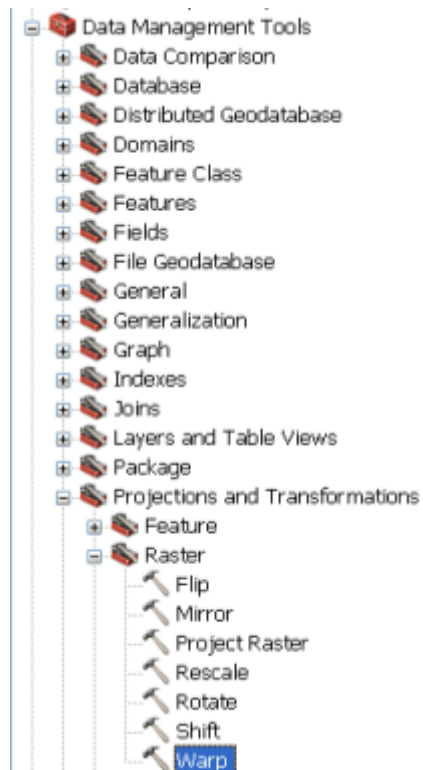 Data Management Tools
Data Comparison
Database
Distributed Geodatabase
Domains
Feature Class
Features
Fields
File Geodatabase
General
Generalization
Graph
Indexes
Joins
Layers and Table Views
Package
Projections and Transformations
Feature
Raster
Flip
Mirror
Project Raster
Rescale
Rotate
Shift
Warp